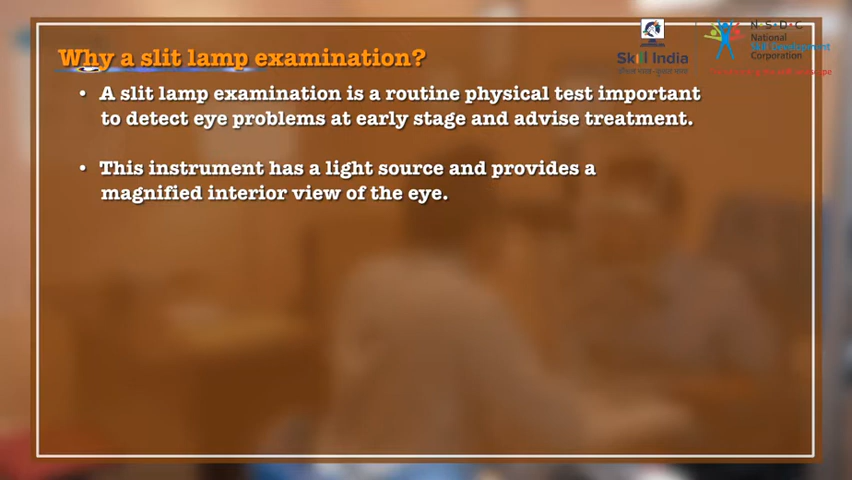 Why a slit lamp examination?
• A slit lamp examination is a routine physical test important
to detect eye problems at early stage and advise treatment.
• This instrument has a light source and provides a
magnified interior view of the eye.
Skill India
N·S·D·C
National
Skill Development
Corporation